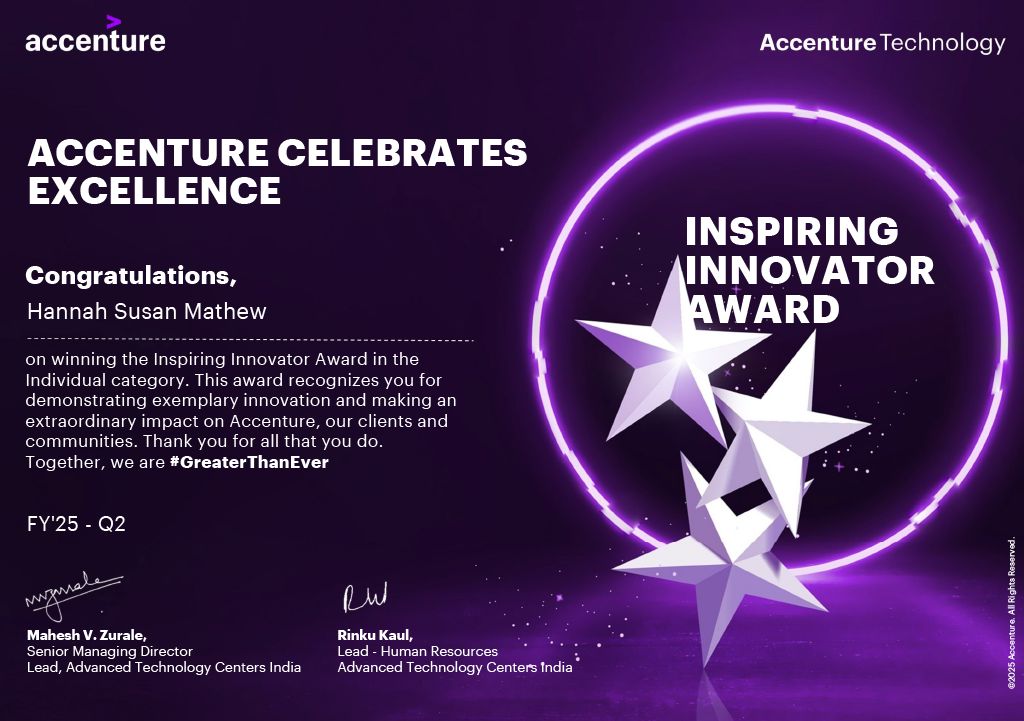 accenture
Accenture Technology
ACCENTURE CELEBRATES
EXCELLENCE
INSPIRING
INNOVATOR
AWARD
Congratulations,
Hannah Susan Mathew
on winning the Inspiring Innovator Award in the
Individual category. This award recognizes you for
demonstrating exemplary innovation and making an
extraordinary impact on Accenture, our clients and
communities. Thank you for all that you do.
Together, we are #GreaterThanEver
FY'25 - Q2
Mahesh V. Zurale,
Senior Managing Director
Lead, Advanced Technology Centers India
Rinku Kaul,
Lead - Human Resources
Advanced Technology Centers India
©2025 Accenture. All Rights Reserved.